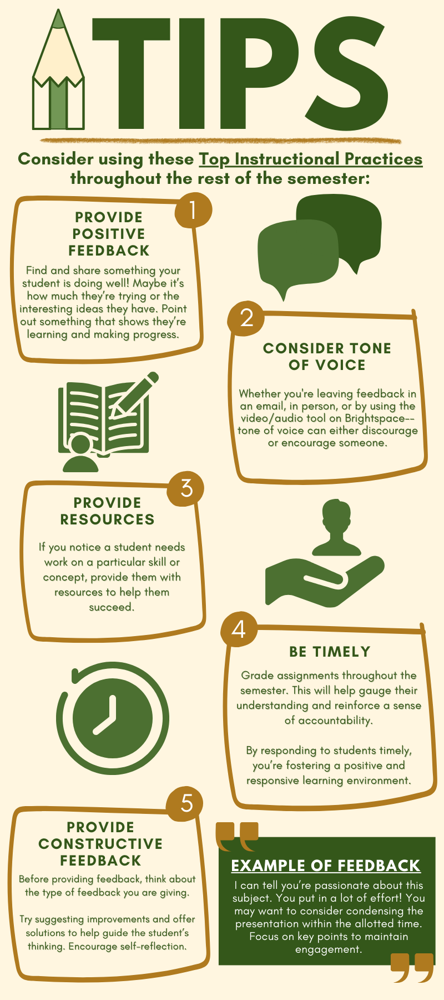 TIPS
Consider using these Top Instructional Practices
throughout the rest of the semester:
1
PROVIDE
POSITIVE
FEEDBACK
Find and share something your
student is doing well! Maybe it's
how much they're trying or the
interesting ideas they have. Point
out something that shows they're
learning and making progress.
2
CONSIDER TONE
OF VOICE
Whether you're leaving feedback in
an email, in person, or by using the
video/audio tool on Brightspace--
tone of voice can either discourage
or encourage someone.
3
PROVIDE
RESOURCES
If you notice a student needs
work on a particular skill or
concept, provide them with
resources to help them
succeed.
4
BE TIMELY
Grade assignments throughout the
semester. This will help gauge their
understanding and reinforce a sense
of accountability.
By responding to students timely,
you're fostering a positive and
responsive learning environment.
5
PROVIDE
CONSTRUCTIVE
FEEDBACK
Before providing feedback, think about
the type of feedback you are giving.
Try suggesting improvements and offer
solutions to help guide the student's
thinking. Encourage self-reflection.
EXAMPLE OF FEEDBACK
I can tell you're passionate about this
subject. You put in a lot of effort! You
may want to consider condensing the
presentation within the allotted time.
Focus on key points to maintain
engagement.